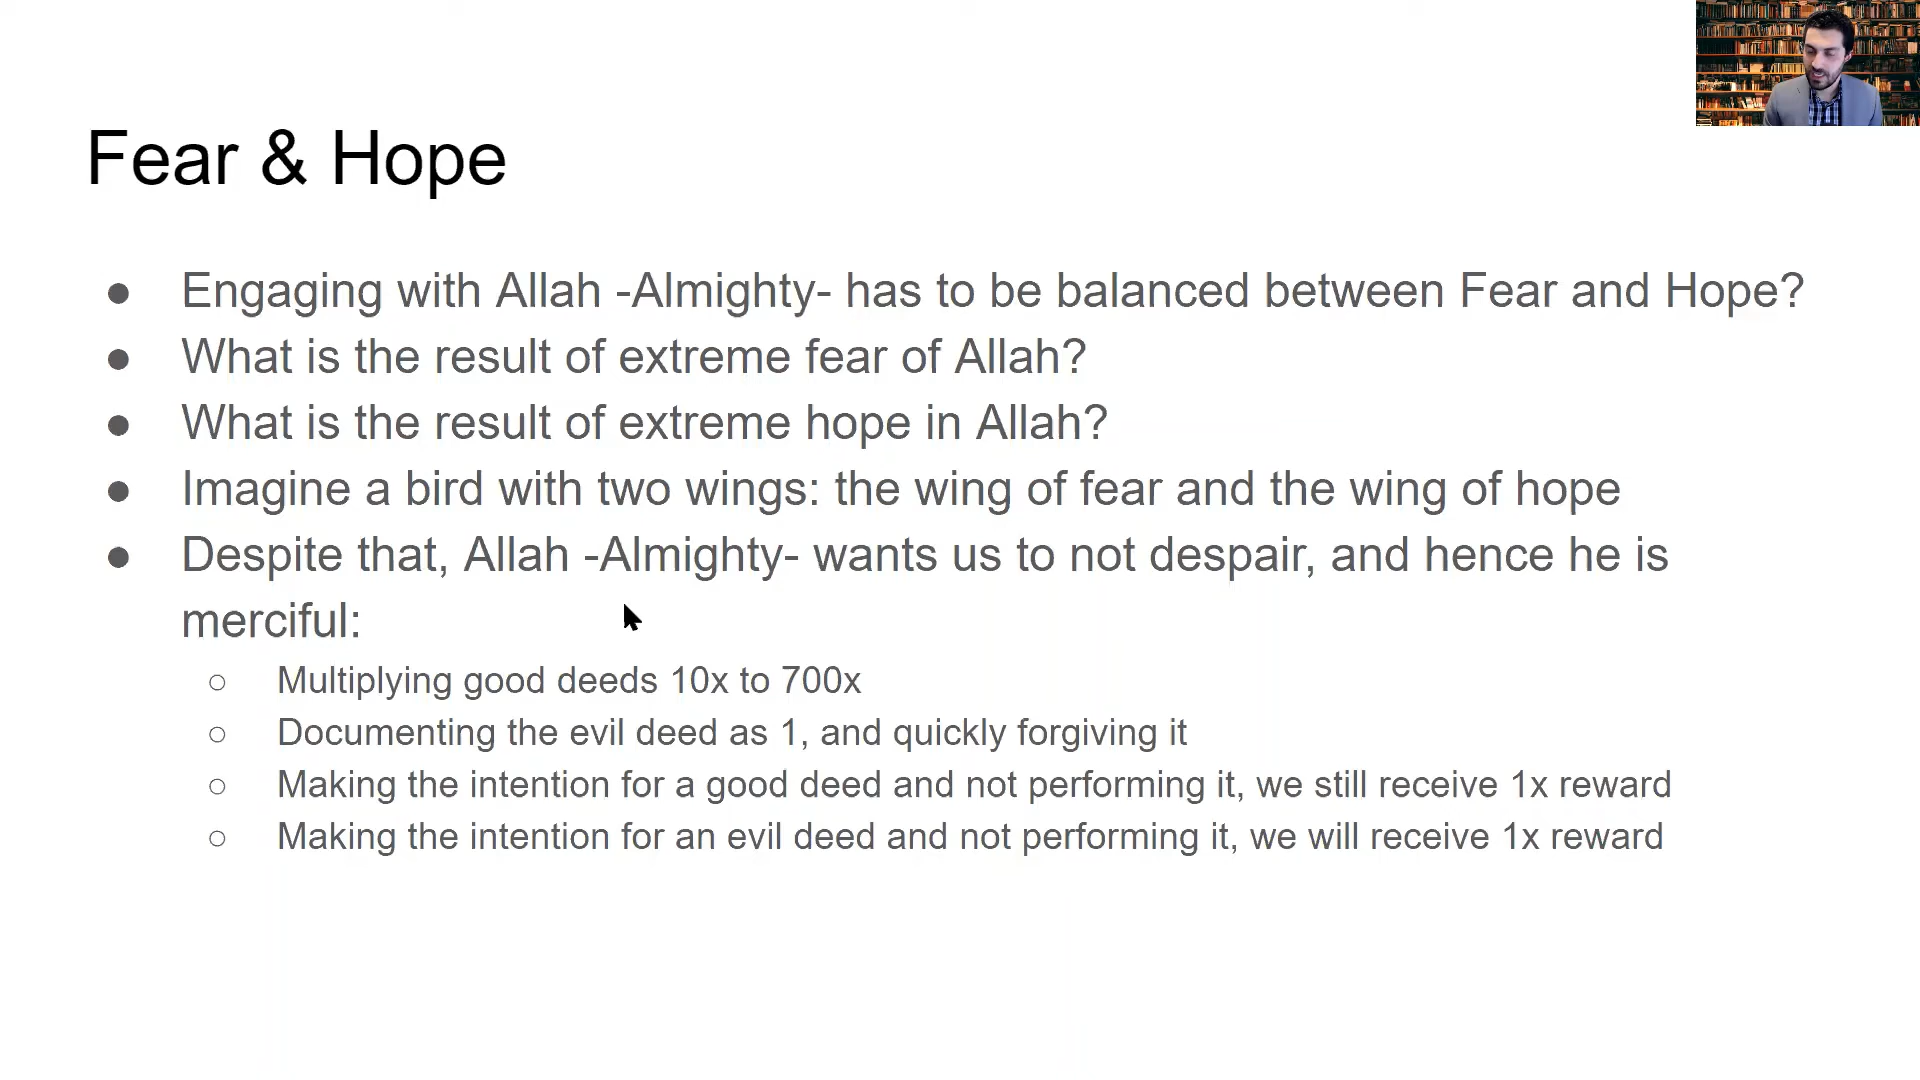 Fear & Hope
● Engaging with Allah -Almighty- has to be balanced between Fear and Hope?
● What is the result of extreme fear of Allah?
● What is the result of extreme hope in Allah?
● Imagine a bird with two wings: the wing of fear and the wing of hope
● Despite that, Allah -Almighty- wants us to not despair, and hence he is
merciful:
○ Multiplying good deeds 10x to 700x
○ Documenting the evil deed as 1, and quickly forgiving it
○ Making the intention for a good deed and not performing it, we still receive 1x reward
○ Making the intention for an evil deed and not performing it, we will receive 1x reward